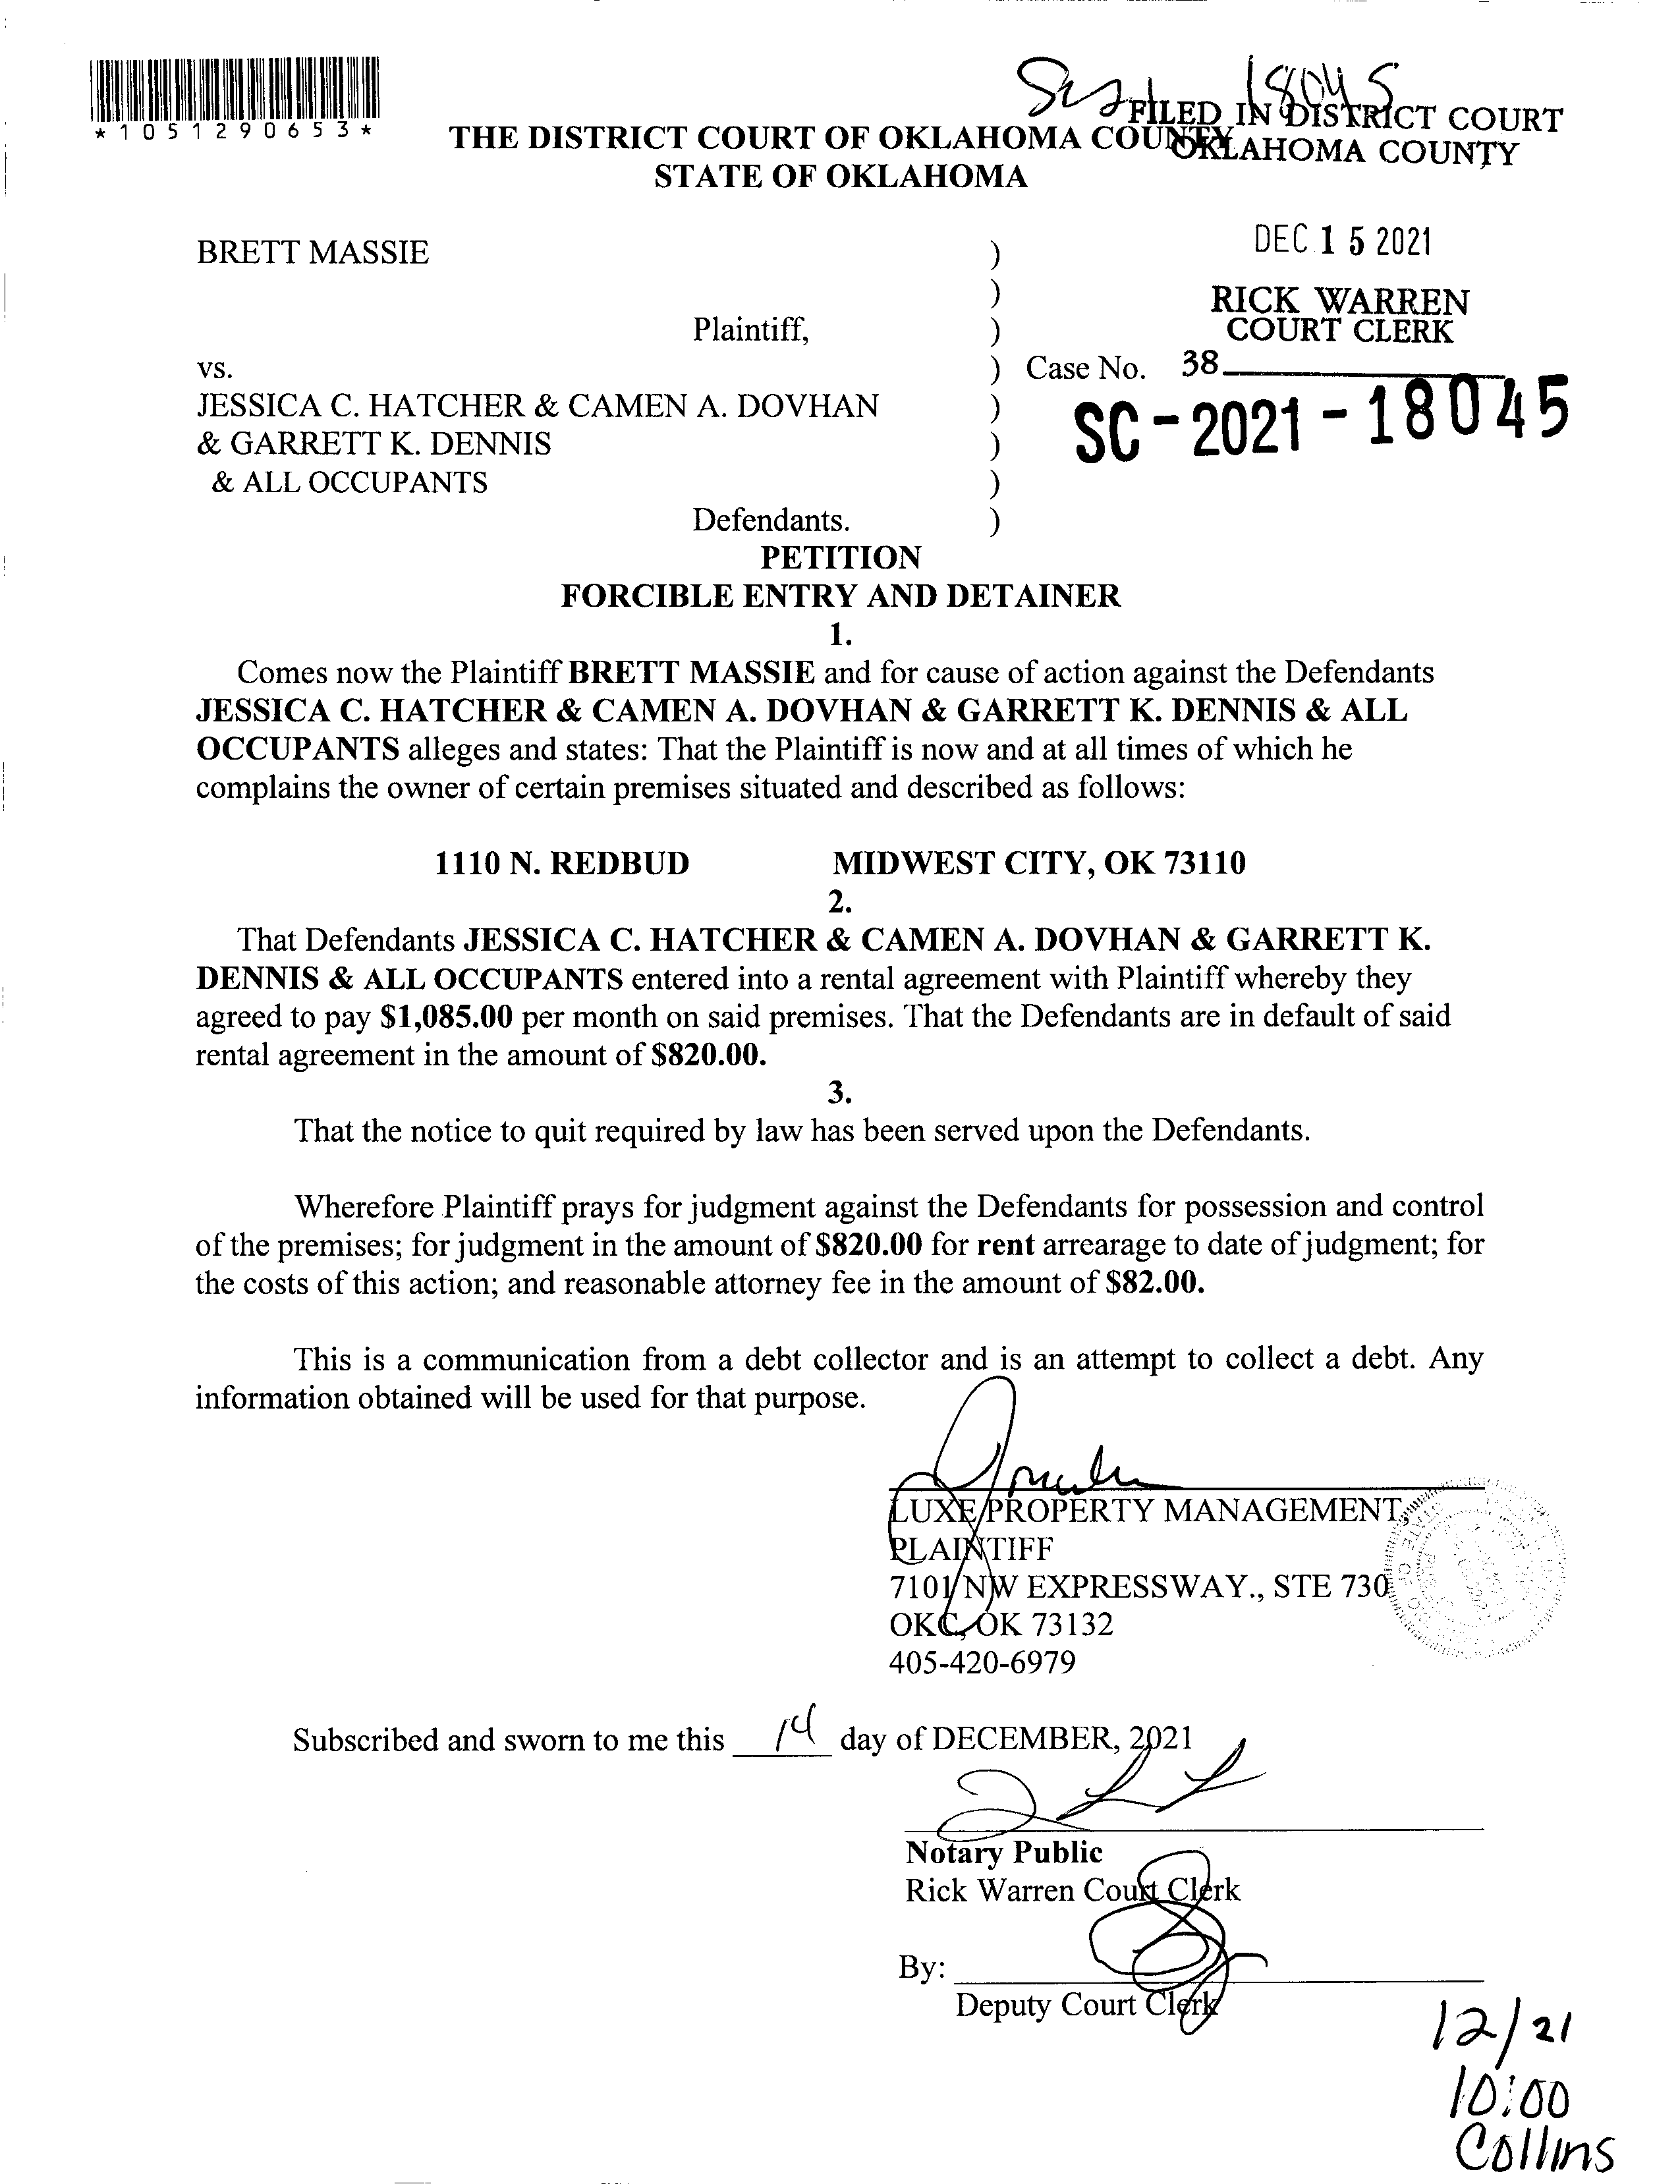 *1051290653*
18045
FILED IN DISTRICT COURT
OKLAHOMA COUNTY
THE DISTRICT COURT OF OKLAHOMA COUNTY
STATE OF OKLAHOMA
DEC 15 2021
BRETT MASSIE )
)
RICK WARREN
COURT CLERK
Plaintiff, )
vs. ) Case No. 38
JESSICA C. HATCHER & CAMEN A. DOVHAN )
SC-2021-18045
& GARRETT K. DENNIS )
& ALL OCCUPANTS )
Defendants. )
PETITION
FORCIBLE ENTRY AND DETAINER
1.
Comes now the Plaintiff BRETT MASSIE and for cause of action against the Defendants
JESSICA C. HATCHER & CAMEN A. DOVHAN & GARRETT K. DENNIS & ALL
OCCUPANTS alleges and states: That the Plaintiff is now and at all times of which he
complains the owner of certain premises situated and described as follows:
1110 N. REDBUD MIDWEST CITY, OK 73110
2.
That Defendants JESSICA C. HATCHER & CAMEN A. DOVHAN & GARRETT K.
DENNIS & ALL OCCUPANTS entered into a rental agreement with Plaintiff whereby they
agreed to pay $1,085.00 per month on said premises. That the Defendants are in default of said
rental agreement in the amount of $820.00.
3.
That the notice to quit required by law has been served upon the Defendants.
Wherefore Plaintiff prays for judgment against the Defendants for possession and control
of the premises; for judgment in the amount of $820.00 for rent arrearage to date of judgment; for
the costs of this action; and reasonable attorney fee in the amount of $82.00.
This is a communication from a debt collector and is an attempt to collect a debt. Any
information obtained will be used for that purpose.
LUXE PROPERTY MANAGEMENT,
PLAINTIFF
7101 NW EXPRESSWAY., STE 730
OKC, OK 73132
405-420-6979
Subscribed and sworn to me this 14 day of DECEMBER, 2021
Notary Public
Rick Warren Court Clerk
By:
Deputy Court Clerk
12/21
10:00
Collins